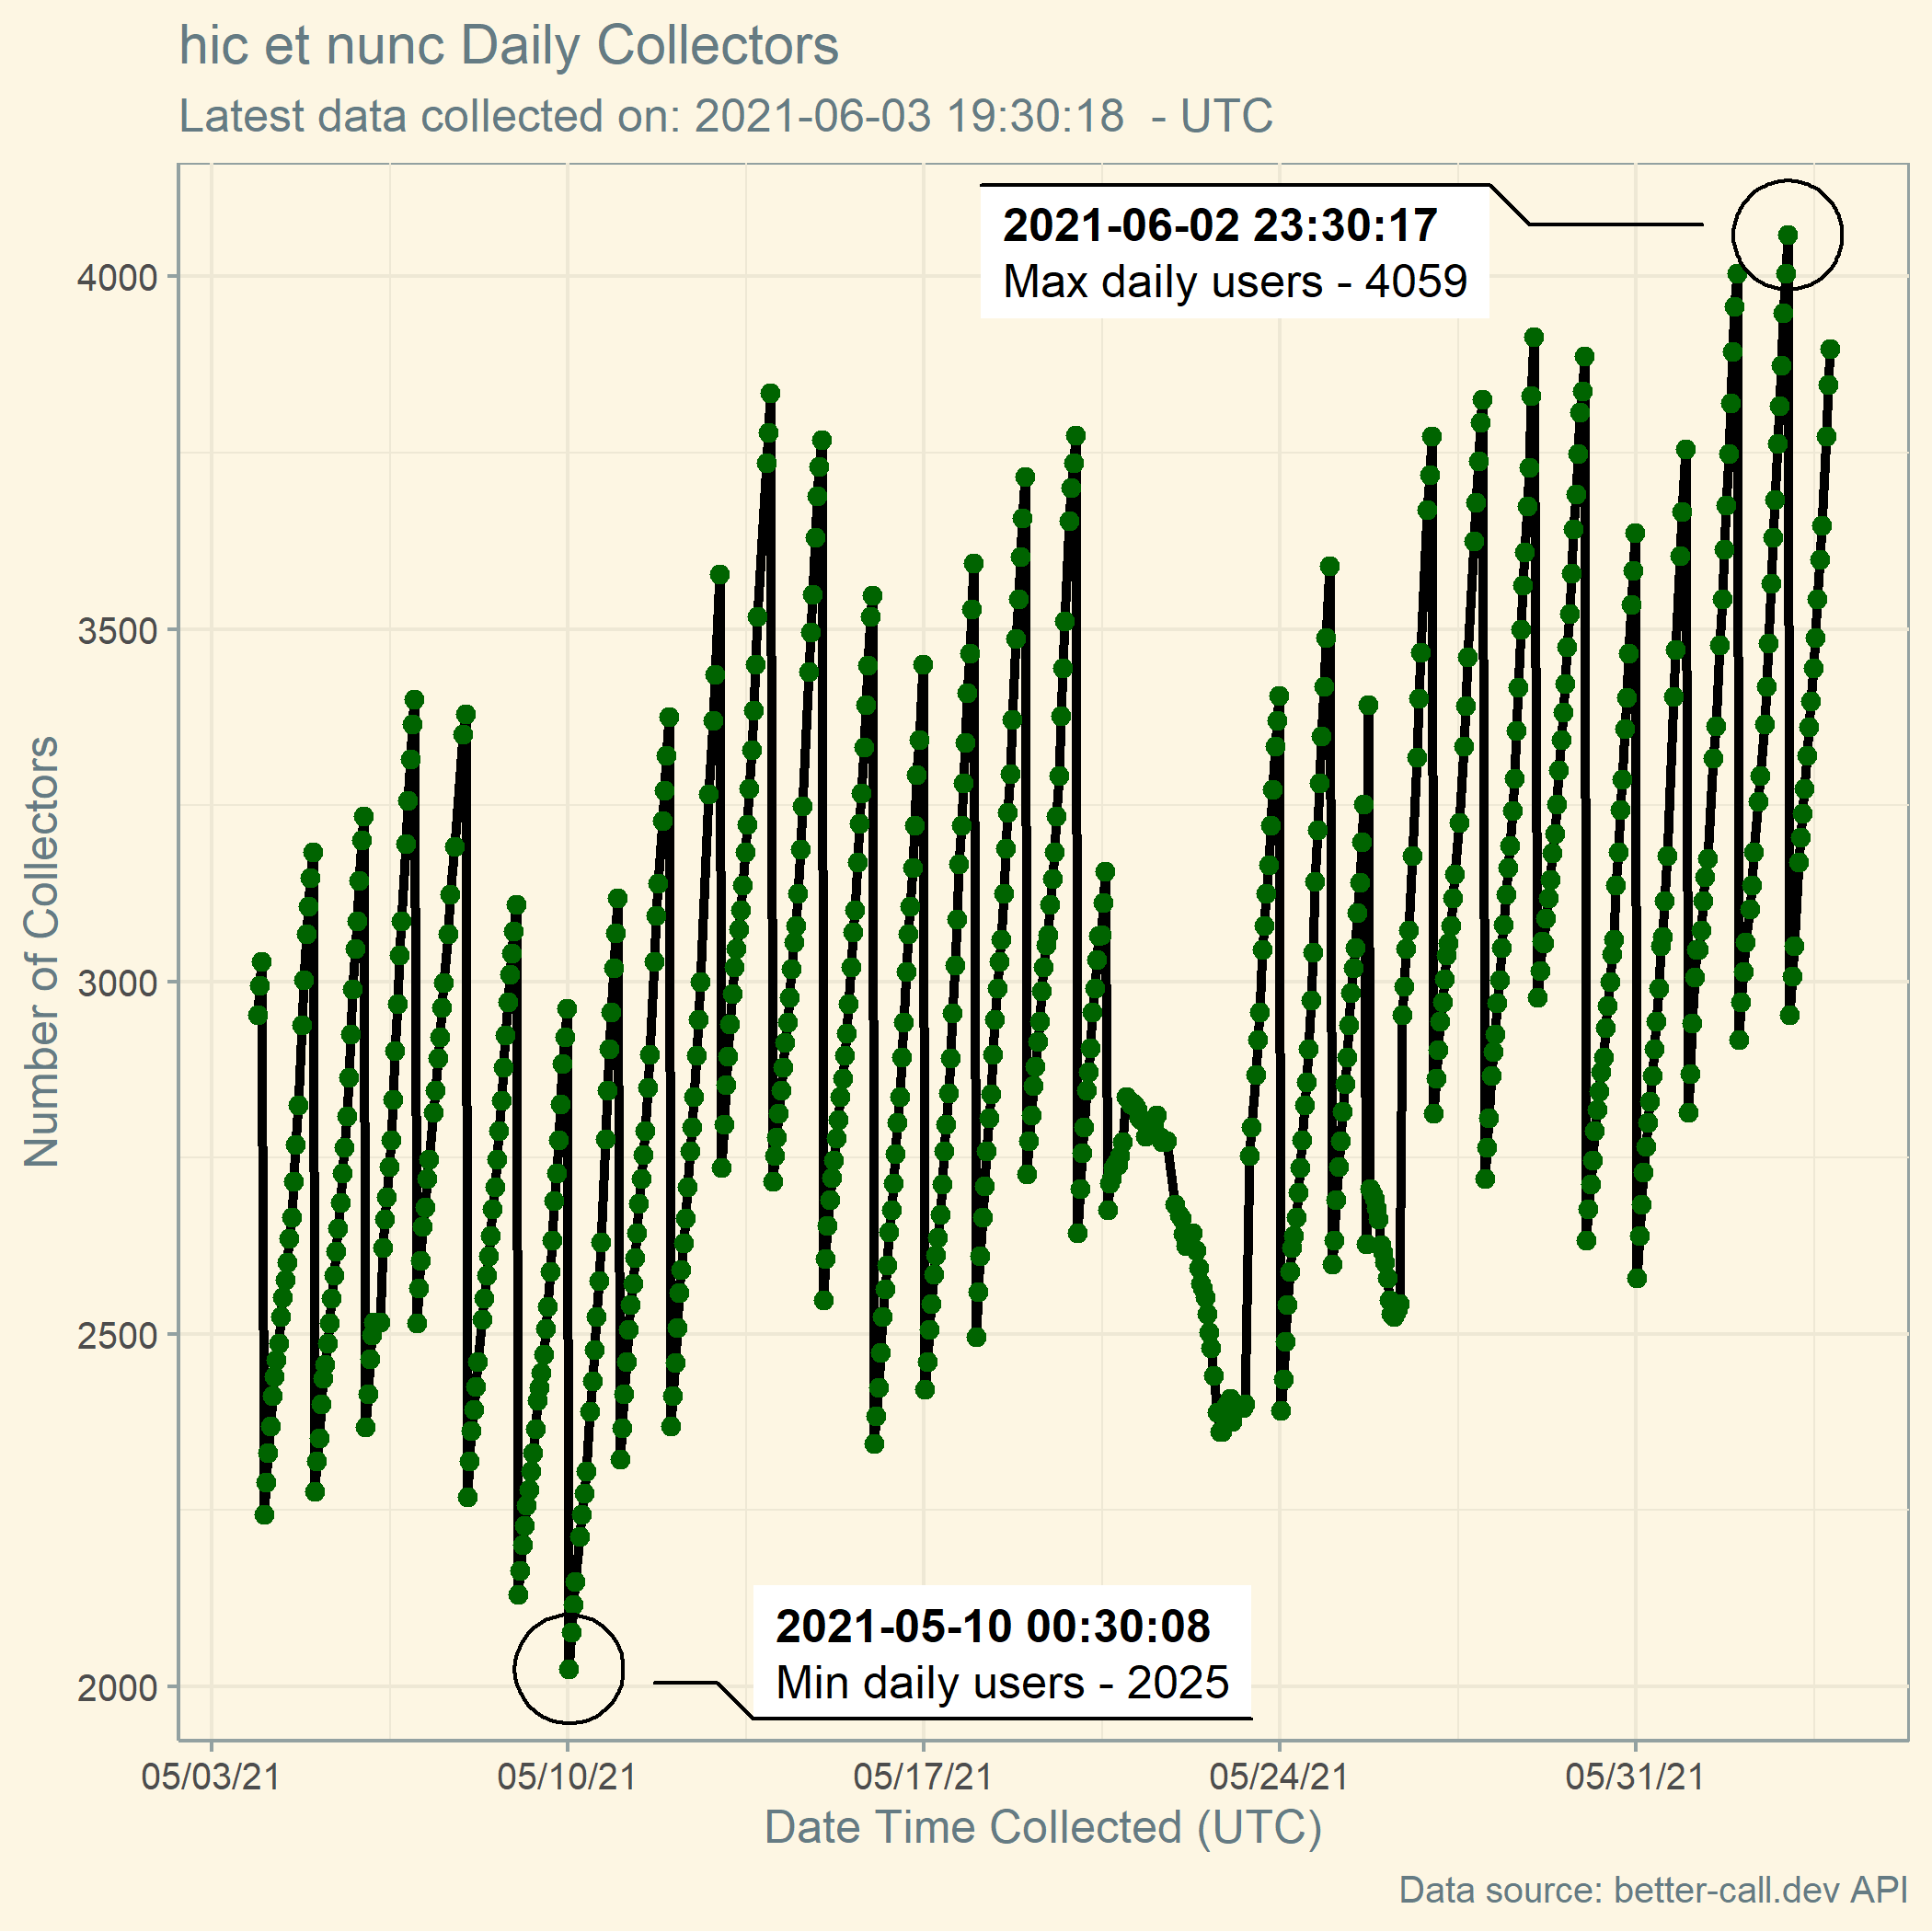 hic et nunc Daily Collectors
Latest data collected on: 2021-06-03 19:30:18  - UTC
2021-06-02 23:30:17
Max daily users - 4059
4000
3500
3000
2500
2000
Number of Collectors
2021-05-10 00:30:08
Min daily users - 2025
05/03/21 05/10/21 05/17/21 05/24/21 05/31/21
Date Time Collected (UTC)
Data source: better-call.dev API